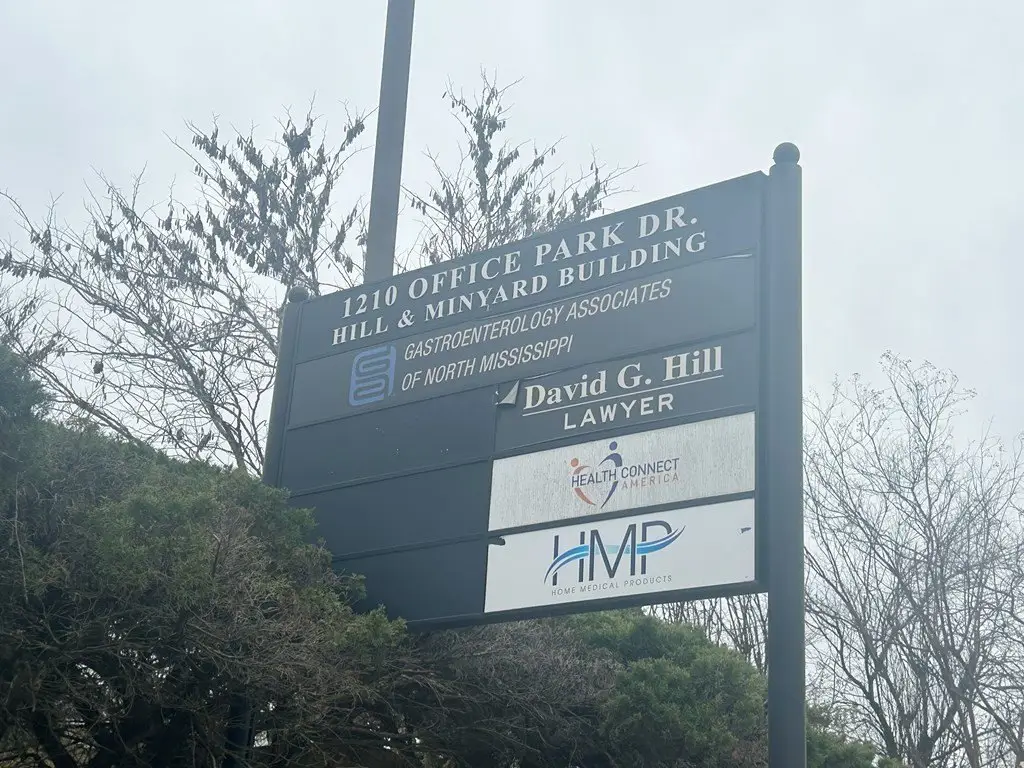 1210 OFFICE PARK DR.
HILL & MINYARD BUILDING
GASTROENTEROLOGY ASSOCIATES
OF NORTH MISSISSIPPI
David G. Hill
LAWYER
HEALTH CONNECT
AMERICA
HMP
HOME MEDICAL PRODUCTS